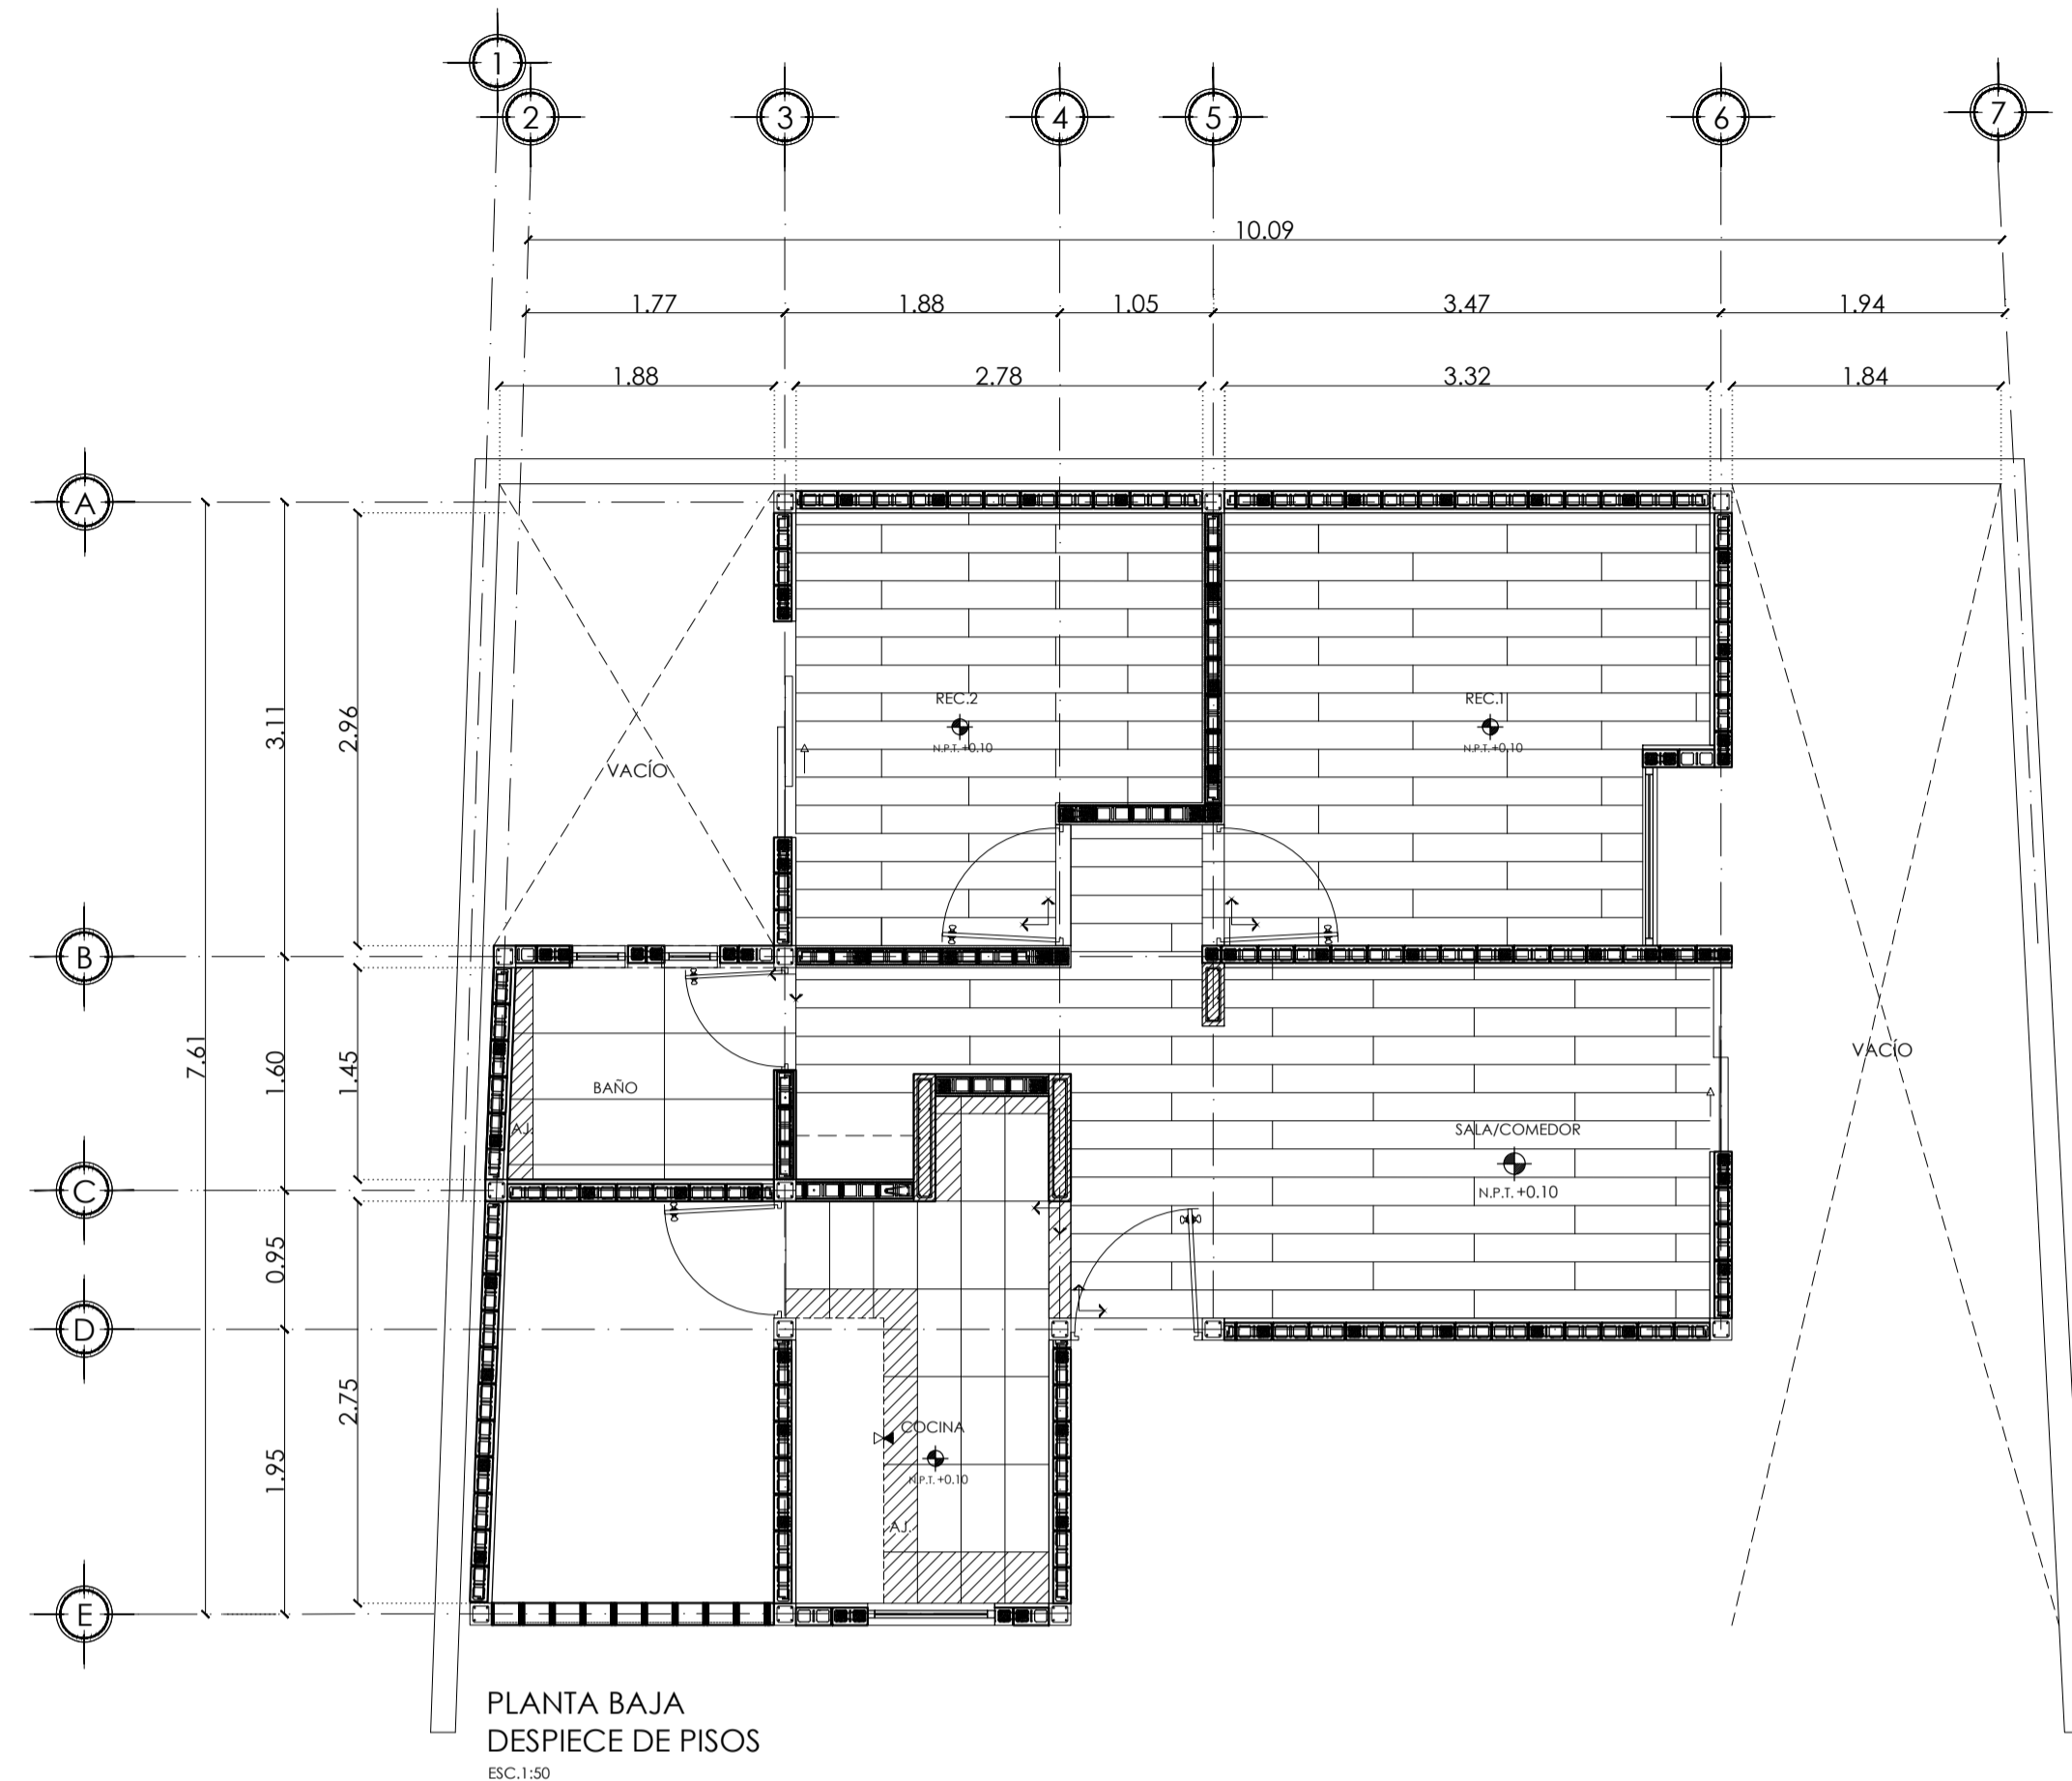 1
2
3
4
5
6
7
10.09
1.77
1.88
1.05
3.47
1.94
1.88
2.78
3.32
1.84
A
B
C
D
E
7.61
3.11
1.60
0.95
1.95
2.96
1.45
2.75
VACÍO
REC.2
N.P.T. +0.10
REC.1
N.P.T. +0.10
VACÍO
BAÑO
A.J.
SALA/COMEDOR
N.P.T. +0.10
COCINA
N.P.T. +0.10
A.J.
PLANTA BAJA
DESPIECE DE PISOS
ESC.1:50